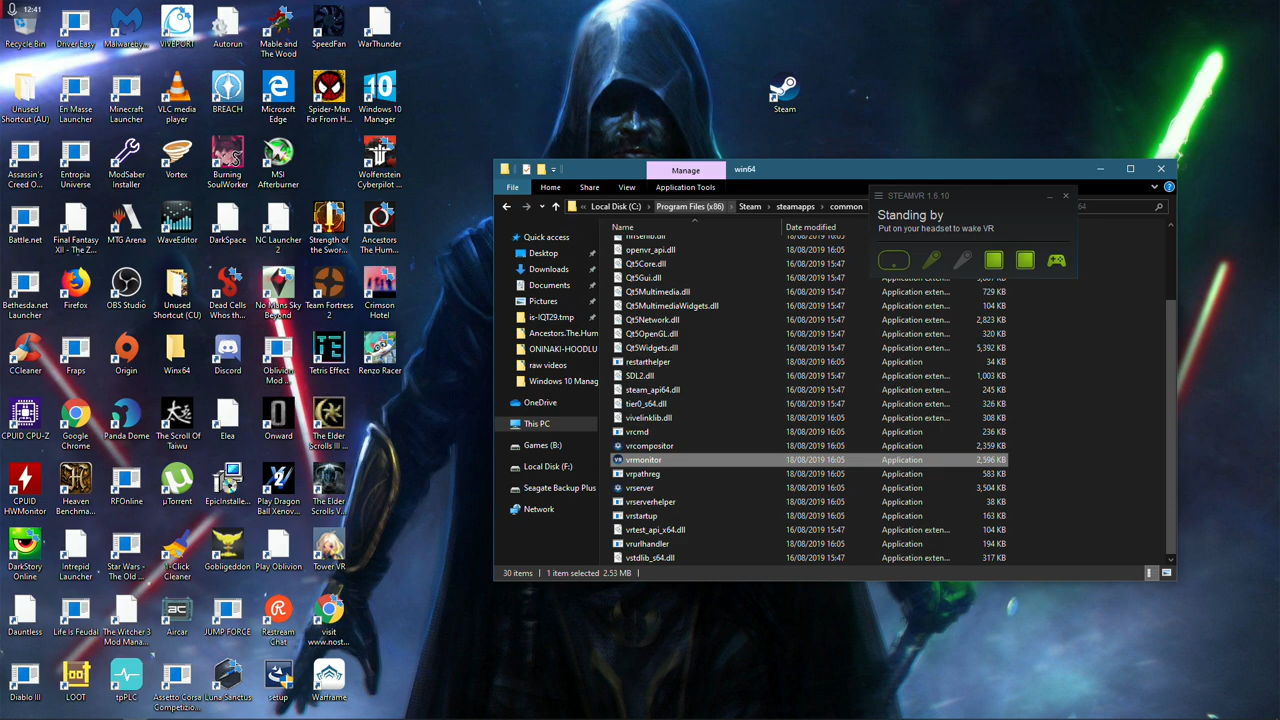 12:41
Recycle Bin
Driver Easy
Malwareby...
VIVEPORT
Autorun
Mable and
The Wood
SpeedFan
WarThunder
Unused
Shortcut (AU)
En Masse
Launcher
Minecraft
Launcher
VLC media
player
BREACH
Microsoft
Edge
Spider-Man
Far From H...
Windows 10
Manager
Assassin's
Creed O...
Entropia
Universe
ModSaber
Installer
Vortex
Burning
SoulWorker
MSI
Afterburner
Wolfenstein
Cyberpilot ...
Battle.net
Final Fantasy
XII - The Z...
MTG Arena
WaveEditor
DarkSpace
NC Launcher
2
Strength of
the Swor...
Ancestors
The Hum...
Bethesda.net
Launcher
Firefox
OBS Studio
Unused
Shortcut (CU)
Dead Cells
Whos th...
No Mans Sky
Beyond
Team Fortress
2
Crimson
Hotel
CCleaner
Fraps
Origin
Winx64
Discord
Oblivion
Mod ...
Tetris Effect
Renzo Racer
CPUID CPU-Z
Google
Chrome
Panda Dome
The Scroll Of
Taiwu
Elea
Onward
The Elder
Scrolls III ...
CPUID
HWMonitor
Heaven
Benchma...
RFOnline
µTorrent
EpicInstalle...
Play Dragon
Ball Xenov...
The Elder
Scrolls V...
DarkStory
Online
Intrepid
Launcher
Star Wars -
The Old ...
1-Click
Cleaner
Gobligeddon
Play Oblivion
Tower VR
Dauntless
Life is Feudal
The Witcher 3
Mod Mana...
Aircar
JUMP FORCE
Restream
Chat
visit
www.nost...
Diablo III
LOOT
tpPLC
Assetto Corsa
Competizio...
Luna Sanctus
setup
Warframe
Steam
Manage
win64
File
Home
Share
View
Application Tools
« Local Disk (C:) Program Files (x86) Steam steamapps common
64
STEAMVR 1.6.10
Standing by
Put on your headset to wake VR
Quick access
Desktop
Downloads
Documents
Pictures
is-IQT29.tmp
Ancestors.The.Hum
ONINAKI-HOODLU
raw videos
Windows 10 Manag
OneDrive
This PC
Games (B:)
Local Disk (F:)
Seagate Backup Plus
Network
Name Date modified
openvr_api.dll 18/08/2019 16:05
Qt5Core.dll 16/08/2019 15:47
Qt5Gui.dll 16/08/2019 15:47
Qt5Multimedia.dll 16/08/2019 15:47 Application exten... 729 KB
Qt5MultimediaWidgets.dll 16/08/2019 15:47 Application exten... 104 KB
Qt5Network.dll 16/08/2019 15:47 Application exten... 2,823 KB
Qt5OpenGL.dll 16/08/2019 15:47 Application exten... 320 KB
Qt5Widgets.dll 16/08/2019 15:47 Application exten... 5,392 KB
restarthelper 18/08/2019 16:05 Application 34 KB
SDL2.dll 16/08/2019 15:47 Application exten... 1,003 KB
steam_api64.dll 16/08/2019 15:47 Application exten... 245 KB
tier0_s64.dll 16/08/2019 15:47 Application exten... 326 KB
vivelinklib.dll 18/08/2019 16:05 Application exten... 308 KB
vrcmd 18/08/2019 16:05 Application 236 KB
vrcompositor 18/08/2019 16:05 Application 2,359 KB
vrmonitor 18/08/2019 16:05 Application 2,596 KB
vrpathreg 18/08/2019 16:05 Application 583 KB
vrserver 18/08/2019 16:05 Application 3,504 KB
vrserverhelper 18/08/2019 16:05 Application 38 KB
vrstartup 18/08/2019 16:05 Application 163 KB
vrtest_api_x64.dll 16/08/2019 15:47 Application exten... 104 KB
vrurlhandler 18/08/2019 16:05 Application 194 KB
vstdlib_s64.dll 16/08/2019 15:47 Application exten... 317 KB
30 items 1 item selected 2.53 MB